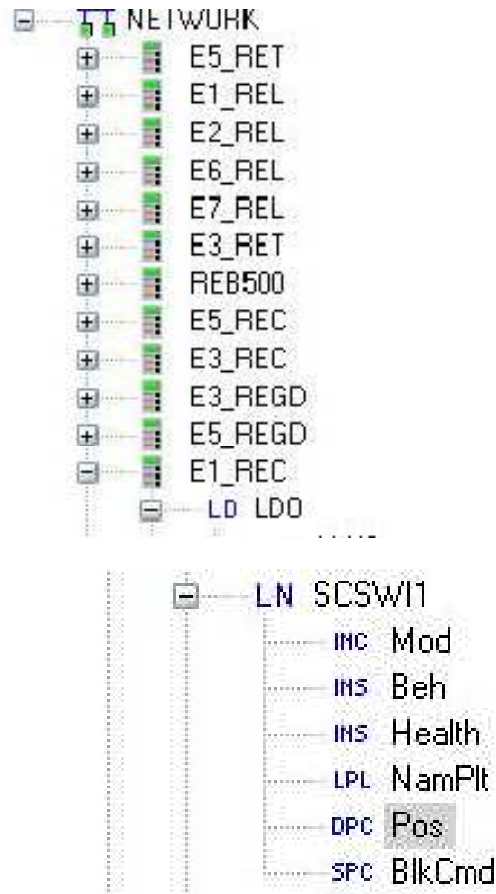 NETWORK
E5_RET
E1_REL
E2_REL
E6_REL
E7_REL
E3_RET
REB500
E5_REC
E3_REC
E3_REGD
E5_REGD
E1_REC
LD LD0
LN SCSWI1
INC Mod
INS Beh
INS Health
LPL NamPlt
DPC Pos
SPC BlkCmd